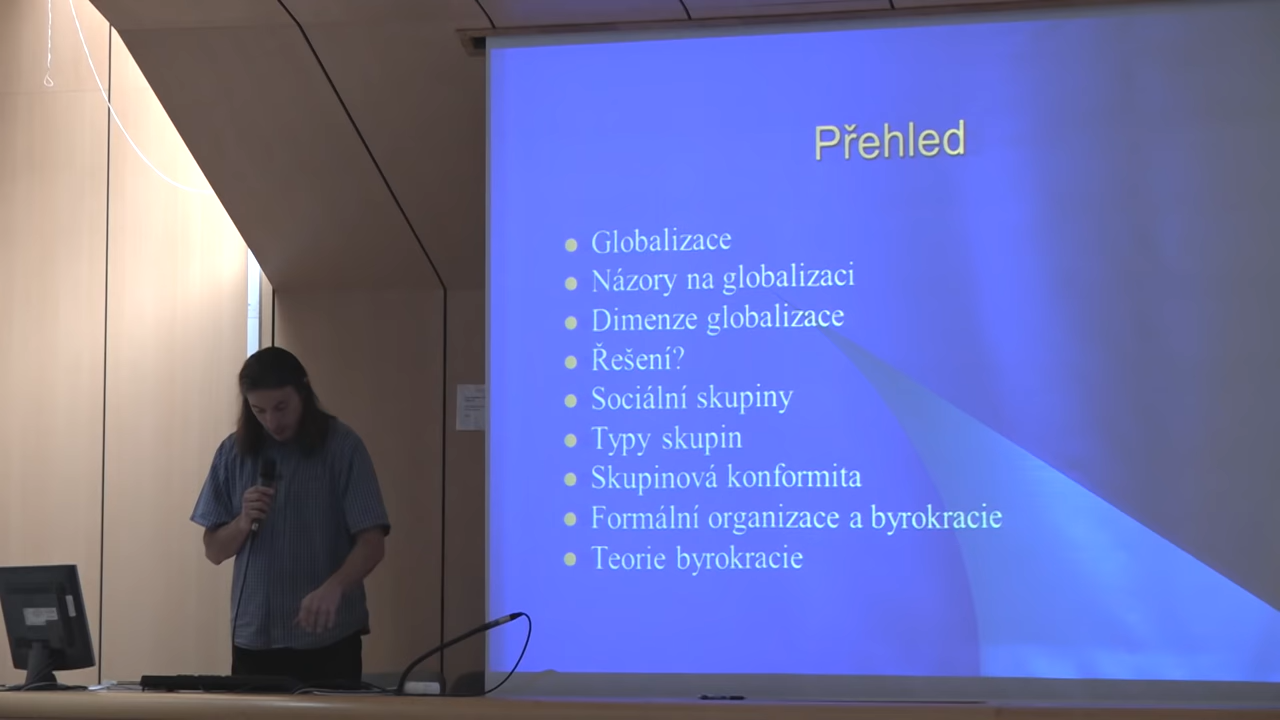 Přehled
Globalizace
Názory na globalizaci
Dimenze globalizace
Řešení?
Sociální skupiny
Typy skupin
Skupinová konformita
Formální organizace a byrokracie
Teorie byrokracie